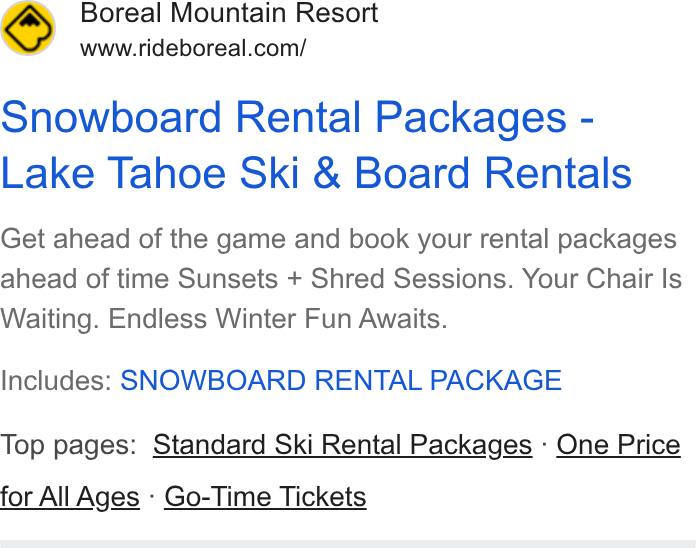 Boreal Mountain Resort
www.rideboreal.com/
Snowboard Rental Packages -
Lake Tahoe Ski & Board Rentals
Get ahead of the game and book your rental packages
ahead of time Sunsets + Shred Sessions. Your Chair Is
Waiting. Endless Winter Fun Awaits.
Includes: SNOWBOARD RENTAL PACKAGE
Top pages: Standard Ski Rental Packages · One Price
for All Ages · Go-Time Tickets